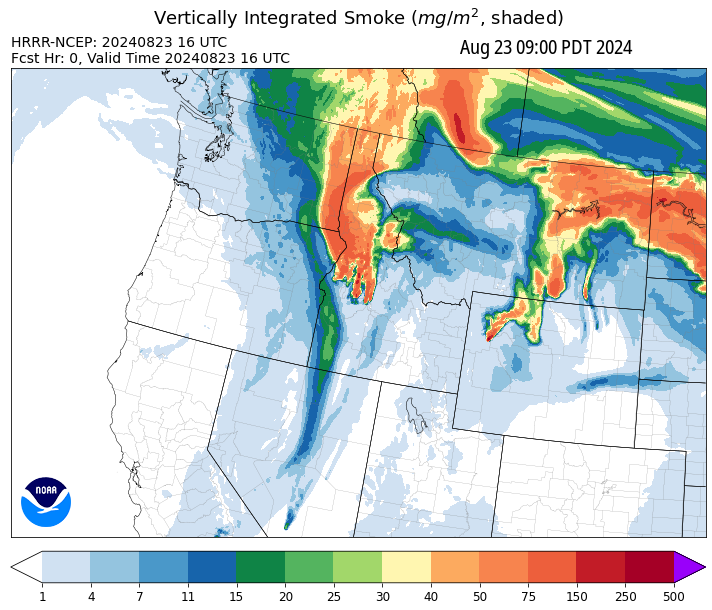 Vertically Integrated Smoke (mg/m², shaded)
HRRR-NCEP: 20240823 16 UTC
Aug 23 09:00 PDT 2024
Fcst Hr: 0, Valid Time 20240823 16 UTC
NOAA
1 4 7 11 15 20 25 30 40 50 75 150 250 500